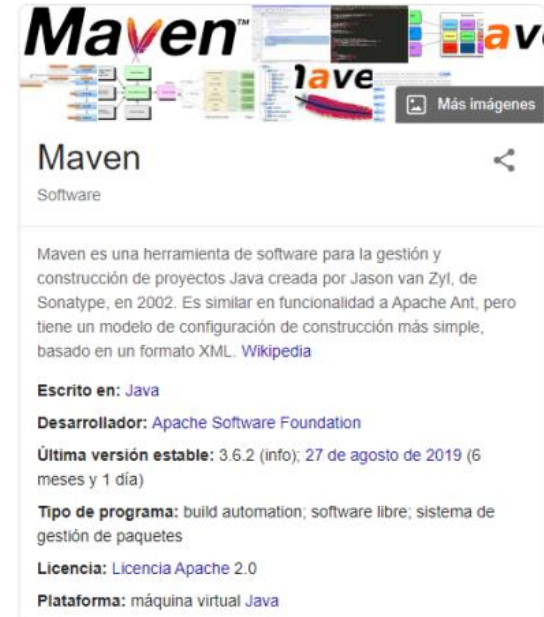 Maven™
ave
Más imágenes
Maven
Software
Maven es una herramienta de software para la gestión y
construcción de proyectos Java creada por Jason van Zyl, de
Sonatype, en 2002. Es similar en funcionalidad a Apache Ant, pero
tiene un modelo de configuración de construcción más simple,
basado en un formato XML. Wikipedia
Escrito en: Java
Desarrollador: Apache Software Foundation
Última versión estable: 3.6.2 (info); 27 de agosto de 2019 (6
meses y 1 día)
Tipo de programa: build automation; software libre; sistema de
gestión de paquetes
Licencia: Licencia Apache 2.0
Plataforma: máquina virtual Java